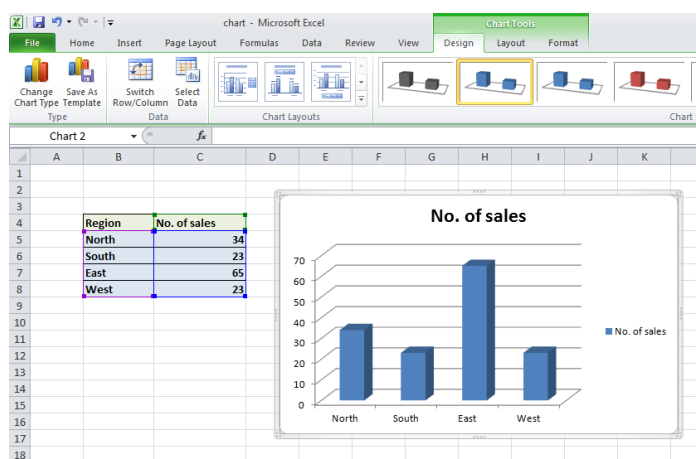 chart - Microsoft Excel
Chart Tools
File Home Insert Page Layout Formulas Data Review View Design Layout Format
Change Chart Type
Save As Template
Switch Row/Column
Select Data
Type Data Chart Layouts Chart
Chart 2 fx
A B C D E F G H I J K
1
2
3
4 Region No. of sales
5 North 34
6 South 23
7 East 65
8 West 23
9
10
11
12
13
14
15
16
17
18
No. of sales
70
60
50
40
30
20
10
0
North South East West
No. of sales